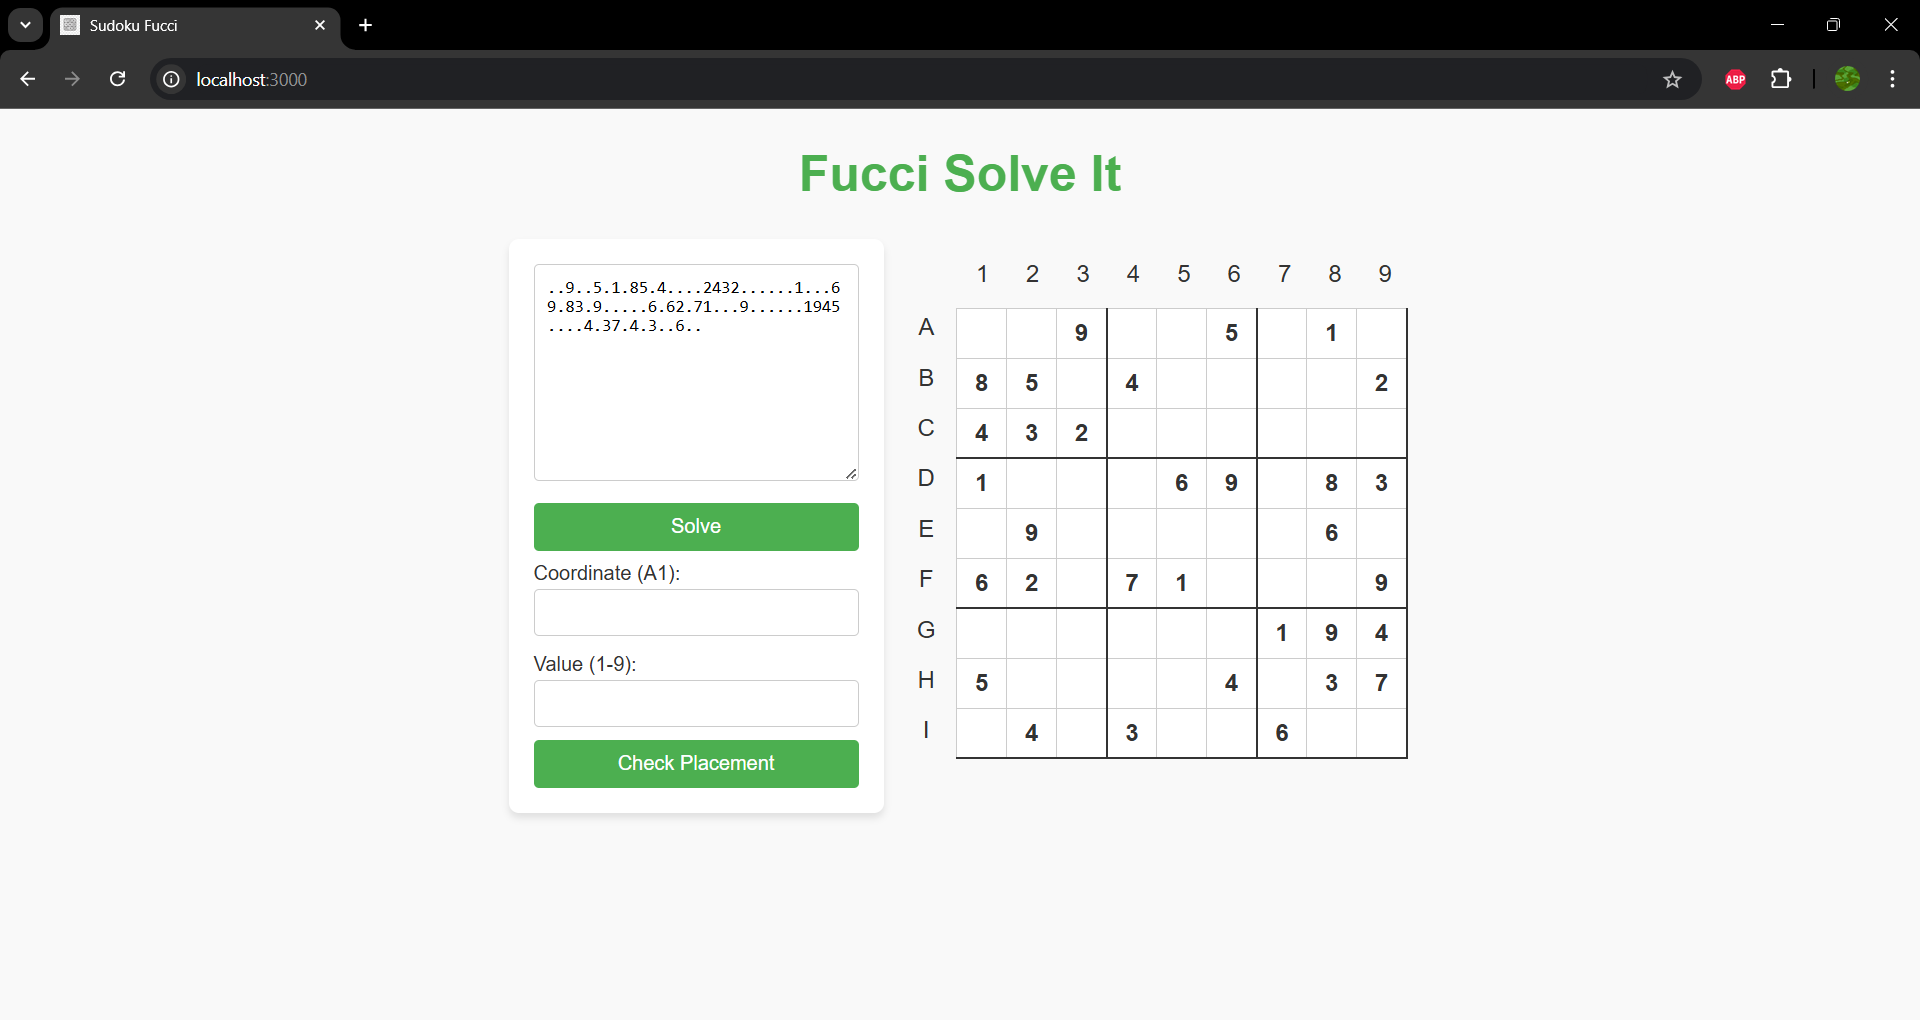 Sudoku Fucci
localhost:3000
ABP
Fucci Solve It
..9..5.1.85.4....2432......1...6
9.83.9.....6.62.71...9......1945
....4.37.4.3..6..
Solve
Coordinate (A1):
Value (1-9):
Check Placement
1 2 3 4 5 6 7 8 9
A 9 5 1
B 8 5 4 2
C 4 3 2
D 1 6 9 8 3
E 9 6
F 6 2 7 1 9
G 1 9 4
H 5 4 3 7
I 4 3 6